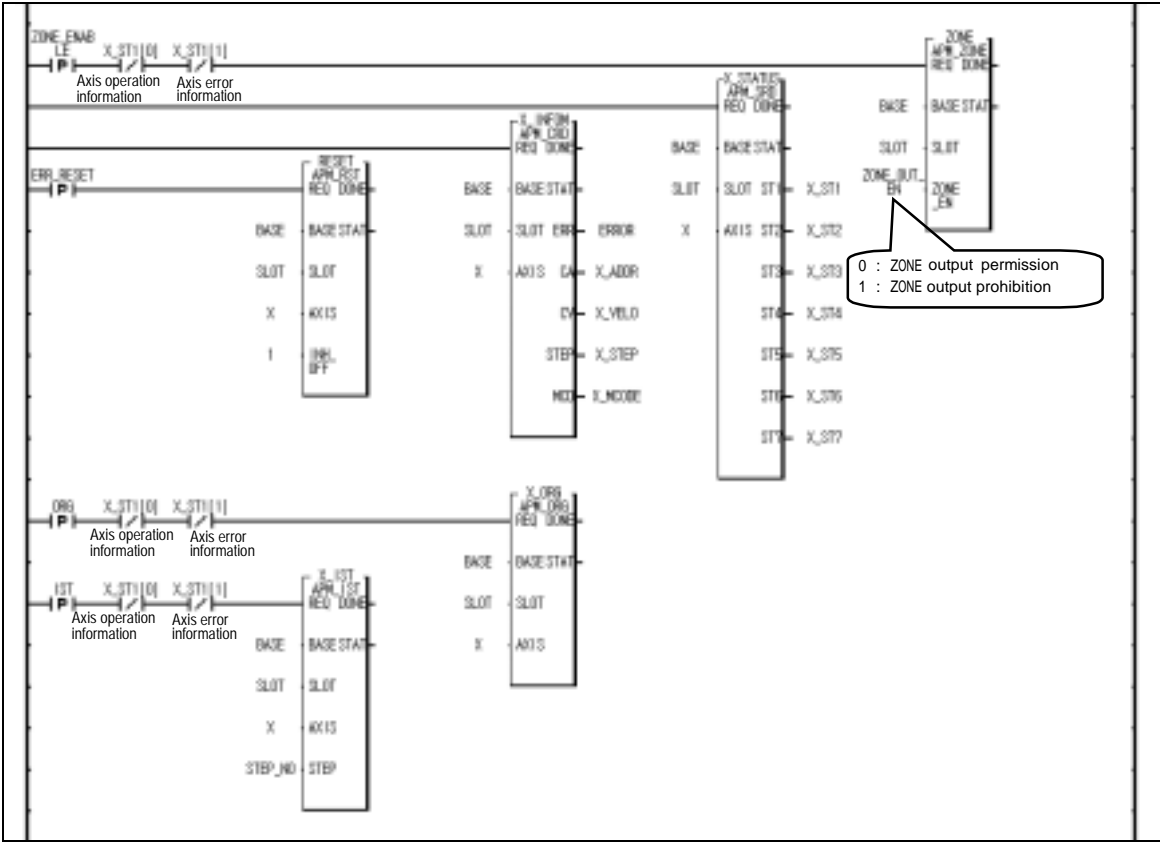 ZONE_ENAB
LE X_ST1[0] X_ST1[1]
P
Axis operation
information
Axis error
information
ZONE
APM_ZONE
REQ DONE
BASE BASE STAT
SLOT SLOT
ZONE_OUT_
EN
ZONE
_EN
0 : ZONE output permission
1 : ZONE output prohibition
X_STATUS
APM_SRD
REQ DONE
BASE BASE STAT
SLOT SLOT ST1 X_ST1
X AXIS ST2 X_ST2
ST3 X_ST3
ST4 X_ST4
ST5 X_ST5
ST6 X_ST6
ST7 X_ST7
APM_CRD
REQ DONE
BASE BASE STAT
SLOT SLOT ERR ERROR
X AXIS CA X_ADDR
CV X_VELO
STEP X_STEP
MCD X_MCODE
ERR_RESET
P
RESET
APM_RST
REQ DONE
BASE BASE STAT
SLOT SLOT
X AXIS
1 INH_
OFF
ORG X_ST1[0] X_ST1[1]
P
Axis operation
information
Axis error
information
X_ORG
APM_ORG
REQ DONE
BASE BASE STAT
SLOT SLOT
X AXIS
IST X_ST1[0] X_ST1[1]
P
Axis operation
information
Axis error
information
X_IST
APM_IST
REQ DONE
BASE BASE STAT
SLOT SLOT
X AXIS
STEP_NO STEP